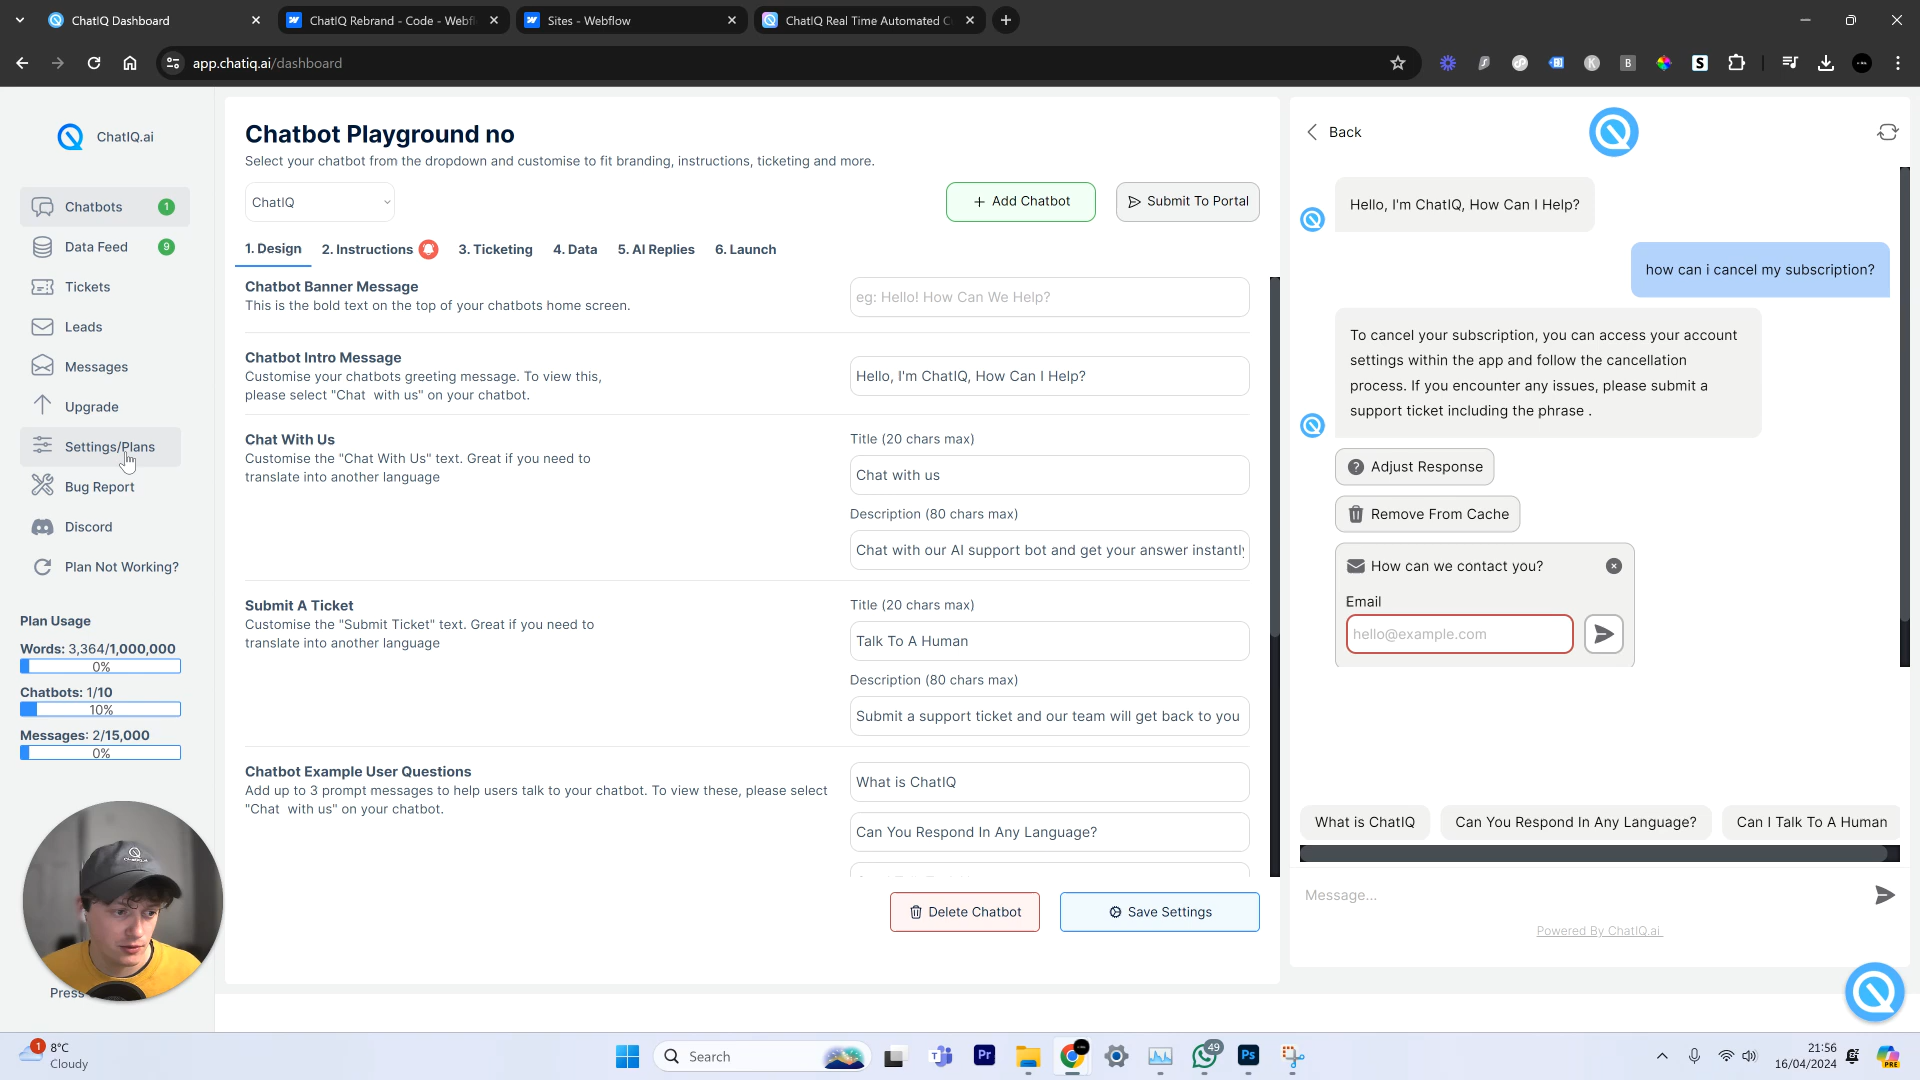 ChatIQ Dashboard
ChatIQ Rebrand - Code - Webfl
Sites - Webflow
ChatIQ Real Time Automated C
app.chatiq.ai/dashboard
ChatIQ.ai
Chatbots 1
Data Feed 9
Tickets
Leads
Messages
Upgrade
Settings/Plans
Bug Report
Discord
Plan Not Working?
Plan Usage
Words: 3,364/1,000,000
0%
Chatbots: 1/10
10%
Messages: 2/15,000
0%
Press
Chatbot Playground no
Select your chatbot from the dropdown and customise to fit branding, instructions, ticketing and more.
ChatIQ
+ Add Chatbot
Submit To Portal
1. Design 2. Instructions 3. Ticketing 4. Data 5. AI Replies 6. Launch
Chatbot Banner Message
This is the bold text on the top of your chatbots home screen.
eg: Hello! How Can We Help?
Chatbot Intro Message
Customise your chatbots greeting message. To view this,
please select "Chat with us" on your chatbot.
Hello, I'm ChatIQ, How Can I Help?
Chat With Us
Customise the "Chat With Us" text. Great if you need to
translate into another language
Title (20 chars max)
Chat with us
Description (80 chars max)
Chat with our AI support bot and get your answer instantly
Submit A Ticket
Customise the "Submit Ticket" text. Great if you need to
translate into another language
Title (20 chars max)
Talk To A Human
Description (80 chars max)
Submit a support ticket and our team will get back to you
Chatbot Example User Questions
Add up to 3 prompt messages to help users talk to your chatbot. To view these, please select
"Chat with us" on your chatbot.
What is ChatIQ
Can You Respond In Any Language?
Delete Chatbot
Save Settings
Back
Hello, I'm ChatIQ, How Can I Help?
how can i cancel my subscription?
To cancel your subscription, you can access your account
settings within the app and follow the cancellation
process. If you encounter any issues, please submit a
support ticket including the phrase .
Adjust Response
Remove From Cache
How can we contact you?
Email
hello@example.com
What is ChatIQ
Can You Respond In Any Language?
Can I Talk To A Human
Message...
Powered By ChatIQ.ai
1
8°C
Cloudy
Search
Pr
49
Ps
21:56
16/04/2024
PRE